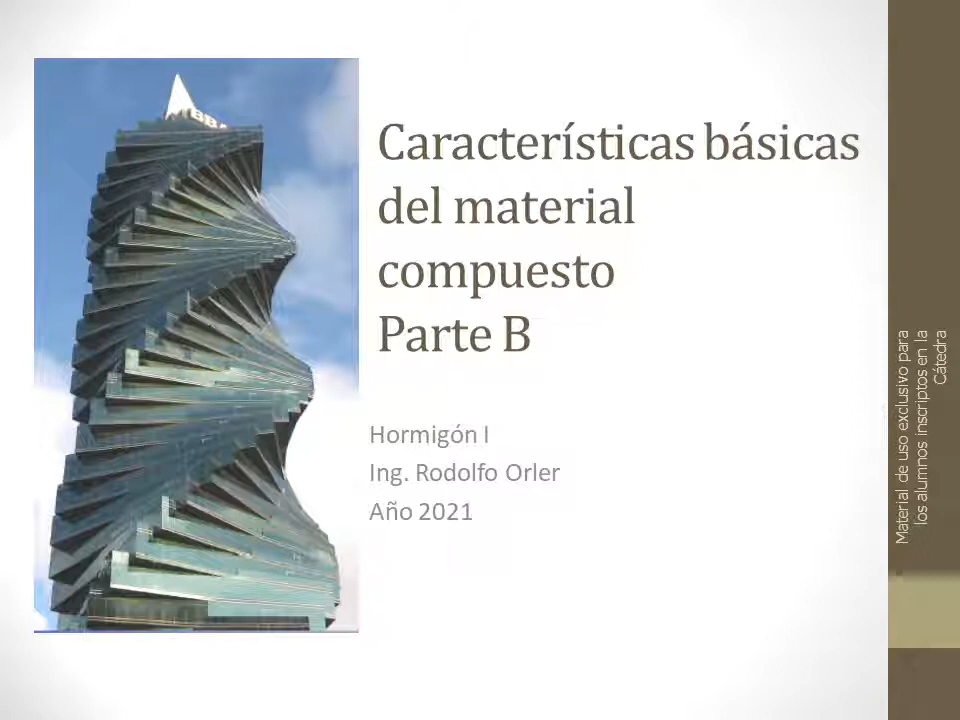 Características básicas
del material
compuesto
Parte B
Hormigón I
Ing. Rodolfo Orler
Año 2021
Material de uso exclusivo para
los alumnos inscriptos en la
Cátedra